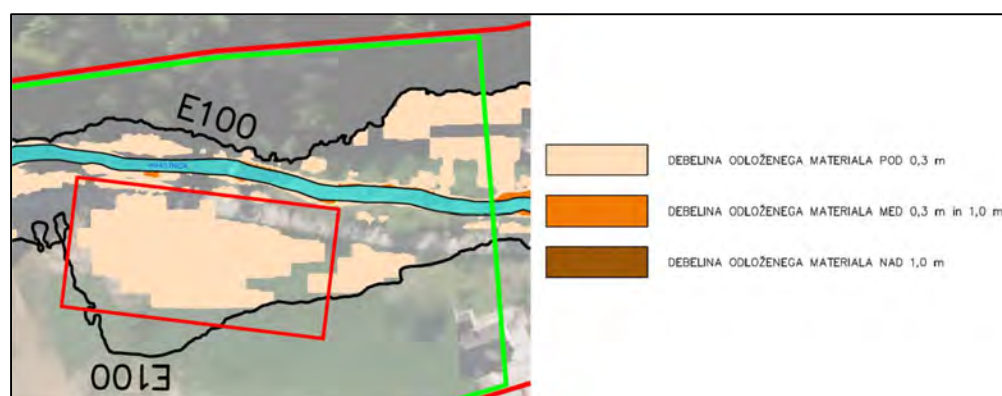 E100
DEBELINA ODLOŽENEGA MATERIALA POD 0,3 m
DEBELINA ODLOŽENEGA MATERIALA MED 0,3 m in 1,0 m
DEBELINA ODLOŽENEGA MATERIALA NAD 1,0 m
E100